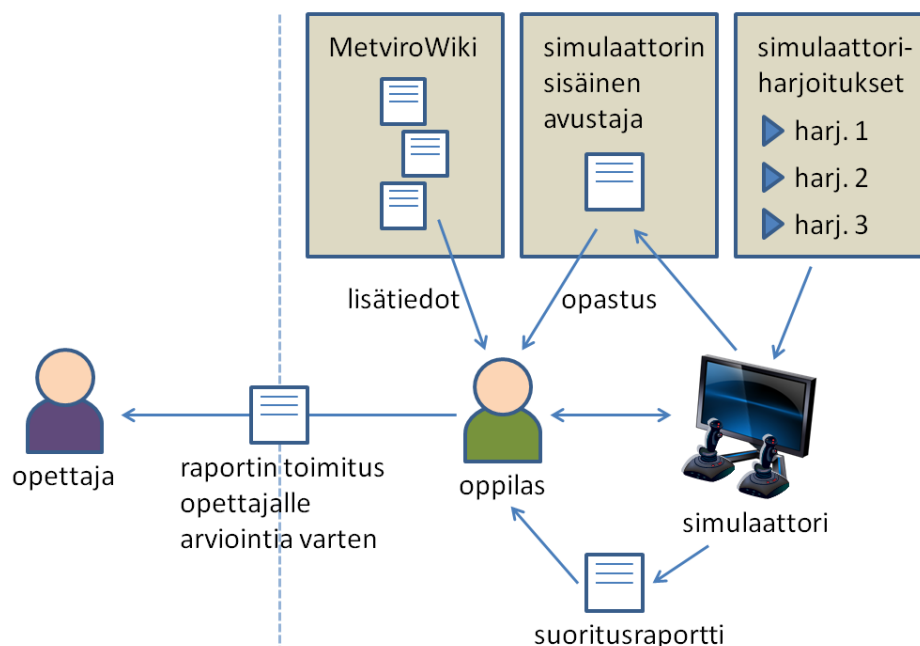 MetviroWiki
simulaattorin
sisäinen
avustaja
simulaattori-
harjoitukset
harj. 1
harj. 2
harj. 3
lisätiedot
opastus
opettaja
raportin toimitus
opettajalle
arviointia varten
oppilas
simulaattori
suoritusraportti